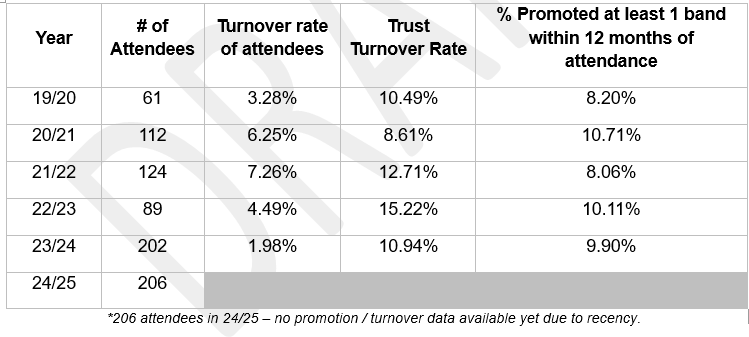 Year # of Attendees Turnover rate of attendees Trust Turnover Rate % Promoted at least 1 band within 12 months of attendance
19/20 61 3.28% 10.49% 8.20%
20/21 112 6.25% 8.61% 10.71%
21/22 124 7.26% 12.71% 8.06%
22/23 89 4.49% 15.22% 10.11%
23/24 202 1.98% 10.94% 9.90%
24/25 206
*206 attendees in 24/25 – no promotion / turnover data available yet due to recency.